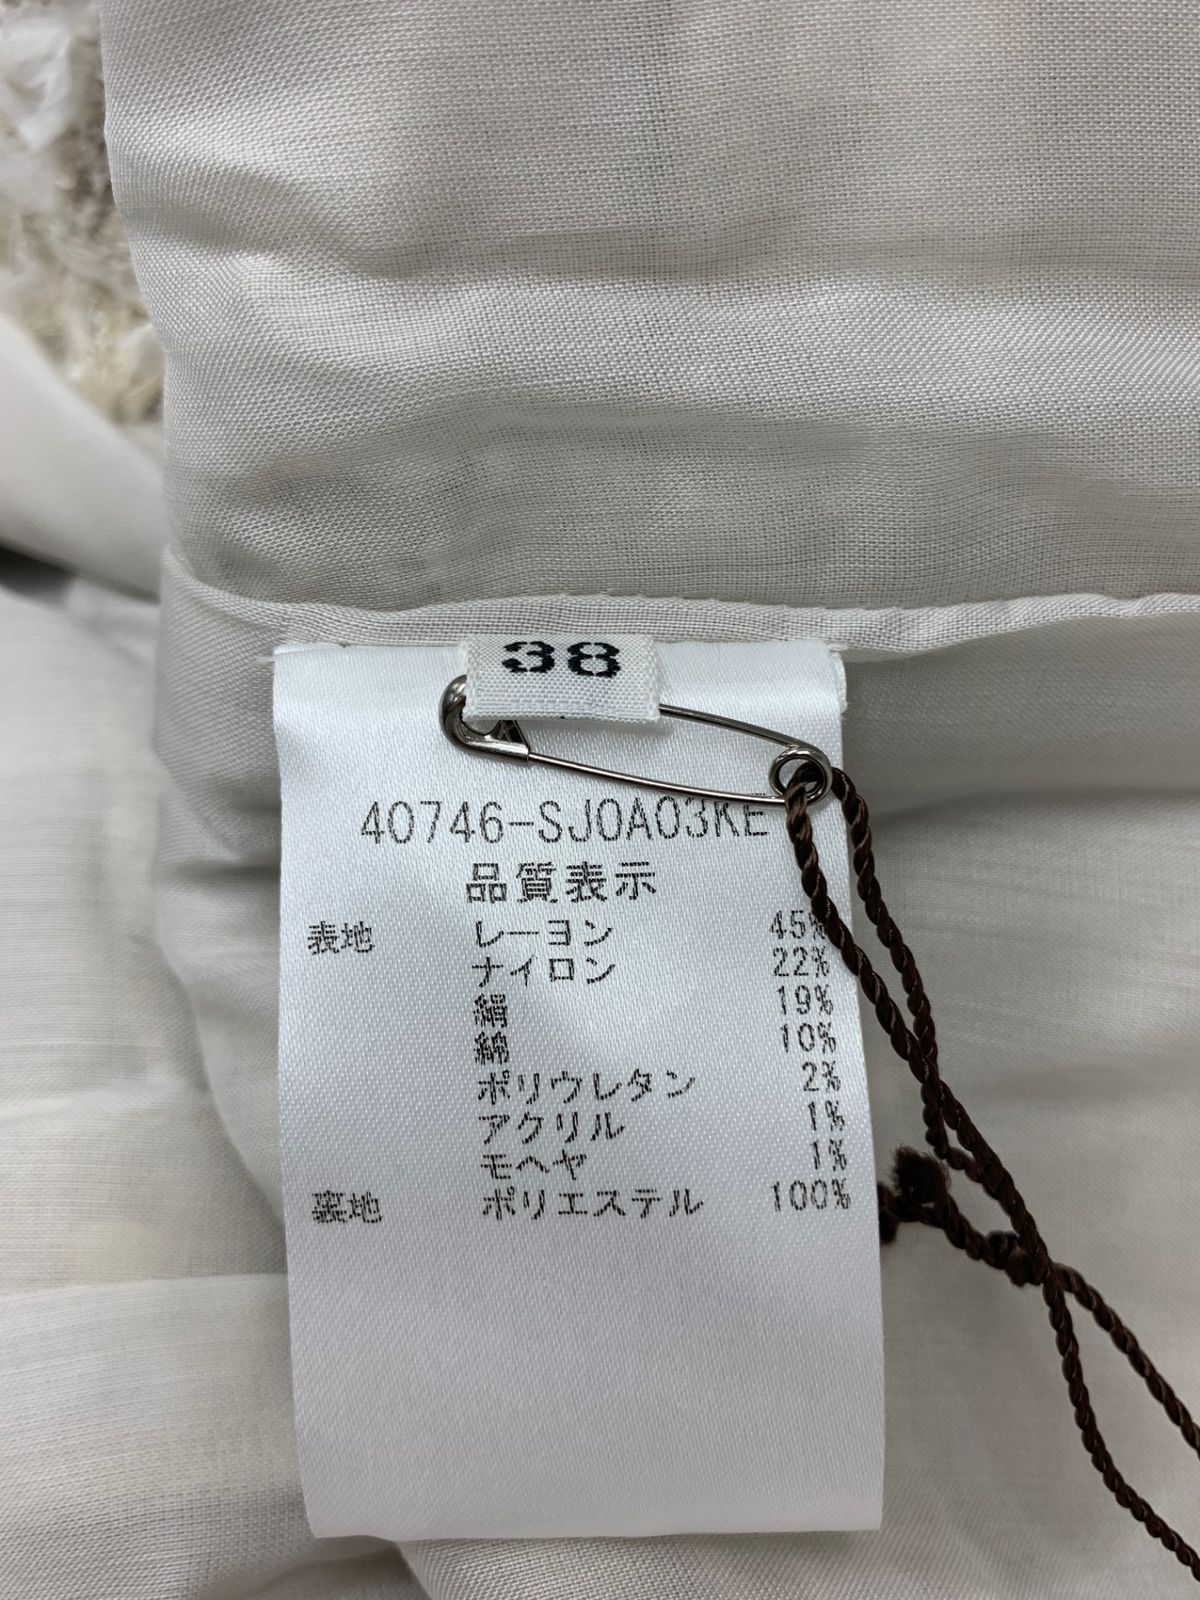 38
40746-SJ0A03KE
品質表示
表地 レーヨン 45%
ナイロン 22%
絹 19%
綿 10%
ポリウレタン 2%
アクリル 1%
モヘヤ 1%
裏地 ポリエステル 100%